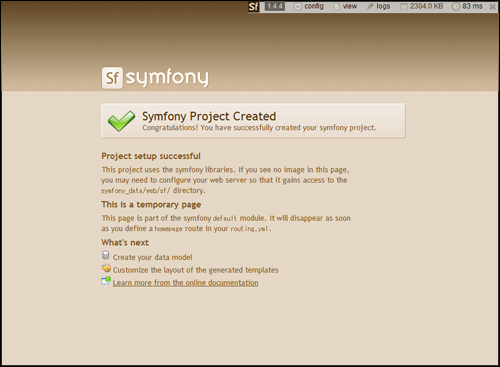 Sf 1.4.4 config view logs 2304.0 KB 83 ms
Sf symfony
Symfony Project Created
Congratulations! You have successfully created your symfony project.
Project setup successful
This project uses the symfony libraries. If you see no image in this page,
you may need to configure your web server so that it gains access to the
symfony_data/web/sf/ directory.
This is a temporary page
This page is part of the symfony default module. It will disappear as soon
as you define a homepage route in your routing.yml.
What's next
Create your data model
Customize the layout of the generated templates
Learn more from the online documentation